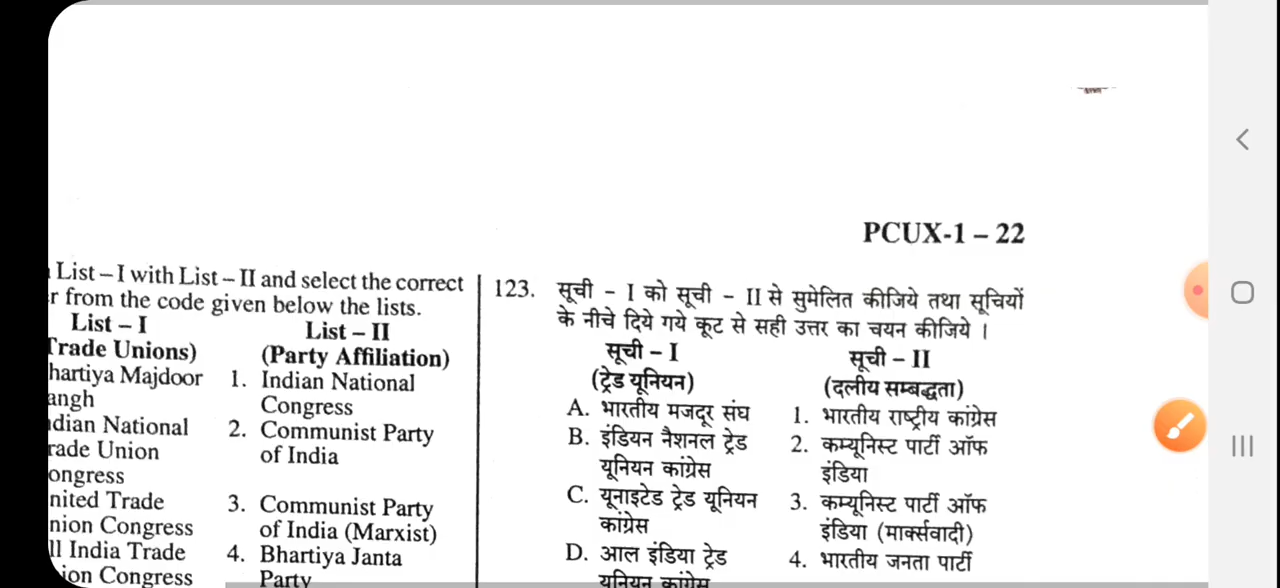 PCUX-1 – 22
List – I with List – II and select the correct
from the code given below the lists.
List – I List – II
Trade Unions) (Party Affiliation)
hartiya Majdoor 1. Indian National
angh Congress
dian National 2. Communist Party
rade Union of India
ongress
nited Trade 3. Communist Party
nion Congress of India (Marxist)
ll India Trade 4. Bhartiya Janta
ion Congress Party
123. सूची – I को सूची – II से सुमेलित कीजिये तथा सूचियों
के नीचे दिये गये कूट से सही उत्तर का चयन कीजिये ।
सूची – I सूची – II
(ट्रेड यूनियन) (दलीय सम्बद्धता)
A. भारतीय मजदूर संघ 1. भारतीय राष्ट्रीय कांग्रेस
B. इंडियन नैशनल ट्रेड 2. कम्यूनिस्ट पार्टी ऑफ
यूनियन कांग्रेस इंडिया
C. यूनाइटेड ट्रेड यूनियन 3. कम्यूनिस्ट पार्टी ऑफ
कांग्रेस इंडिया (मार्क्सवादी)
D. आल इंडिया ट्रेड 4. भारतीय जनता पार्टी
यूनियन कांग्रेस